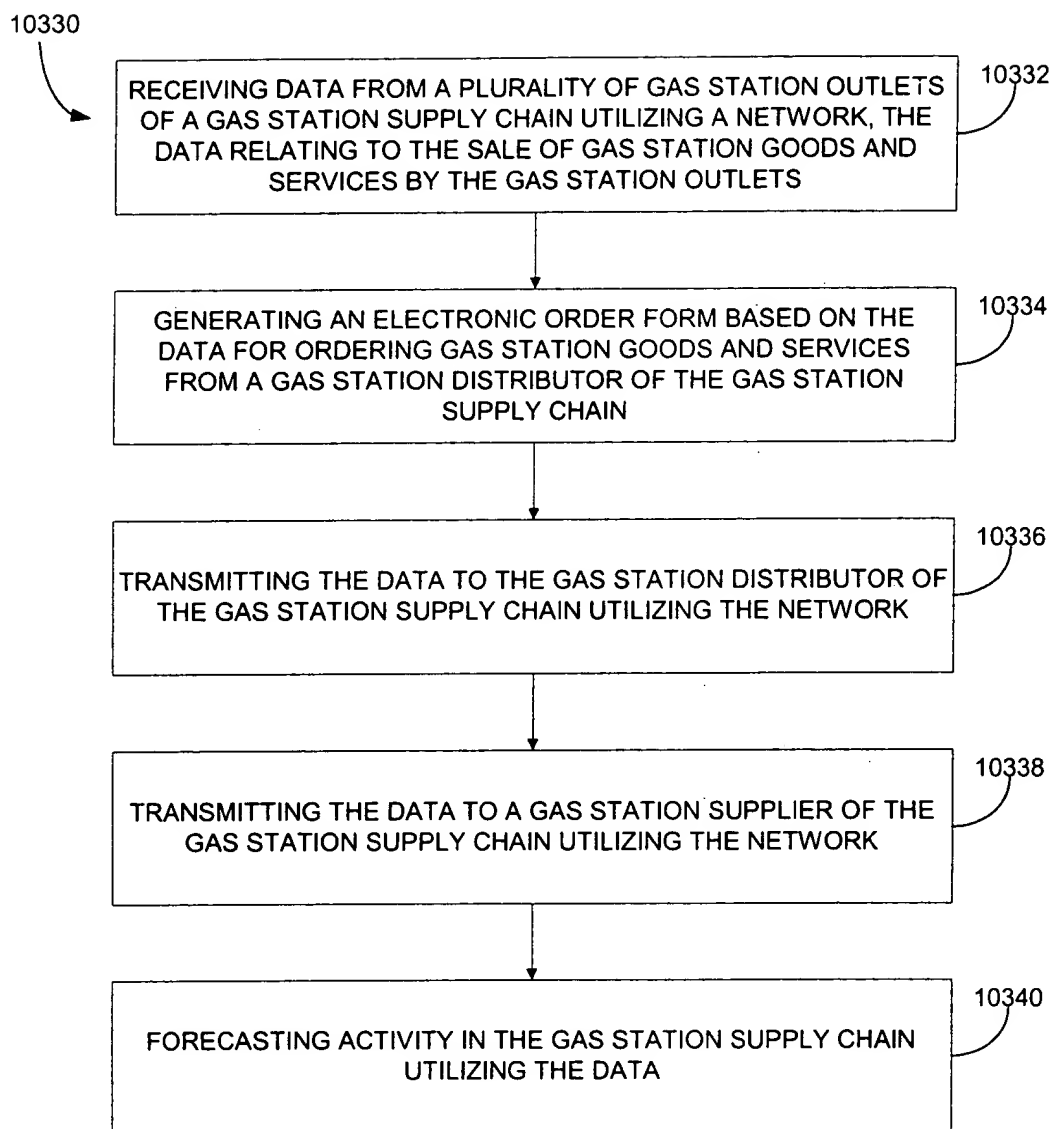 10330
10332
RECEIVING DATA FROM A PLURALITY OF GAS STATION OUTLETS
OF A GAS STATION SUPPLY CHAIN UTILIZING A NETWORK, THE
DATA RELATING TO THE SALE OF GAS STATION GOODS AND
SERVICES BY THE GAS STATION OUTLETS
10334
GENERATING AN ELECTRONIC ORDER FORM BASED ON THE
DATA FOR ORDERING GAS STATION GOODS AND SERVICES
FROM A GAS STATION DISTRIBUTOR OF THE GAS STATION
SUPPLY CHAIN
10336
TRANSMITTING THE DATA TO THE GAS STATION DISTRIBUTOR OF
THE GAS STATION SUPPLY CHAIN UTILIZING THE NETWORK
10338
TRANSMITTING THE DATA TO A GAS STATION SUPPLIER OF THE
GAS STATION SUPPLY CHAIN UTILIZING THE NETWORK
10340
FORECASTING ACTIVITY IN THE GAS STATION SUPPLY CHAIN
UTILIZING THE DATA